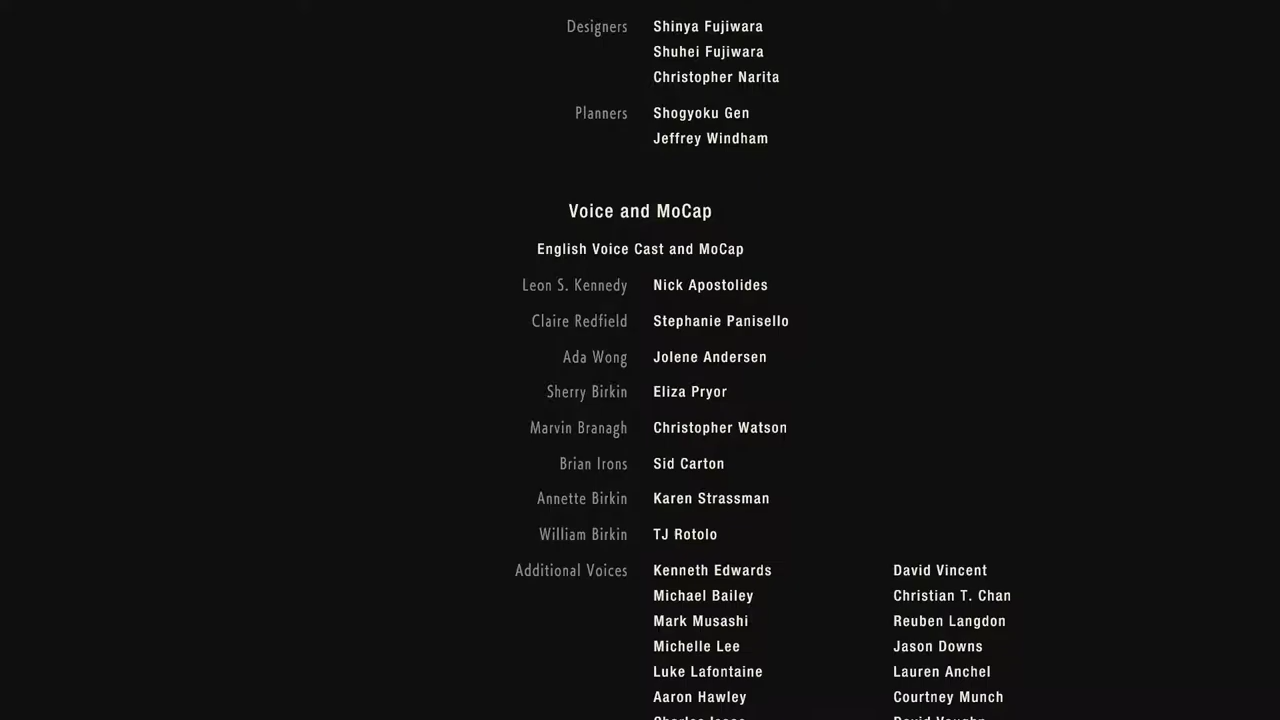 Designers Shinya Fujiwara
Shuhei Fujiwara
Christopher Narita
Planners Shogyoku Gen
Jeffrey Windham
Voice and MoCap
English Voice Cast and MoCap
Leon S. Kennedy Nick Apostolides
Claire Redfield Stephanie Panisello
Ada Wong Jolene Andersen
Sherry Birkin Eliza Pryor
Marvin Branagh Christopher Watson
Brian Irons Sid Carton
Annette Birkin Karen Strassman
William Birkin TJ Rotolo
Additional Voices Kenneth Edwards David Vincent
Michael Bailey Christian T. Chan
Mark Musashi Reuben Langdon
Michelle Lee Jason Downs
Luke Lafontaine Lauren Anchel
Aaron Hawley Courtney Munch